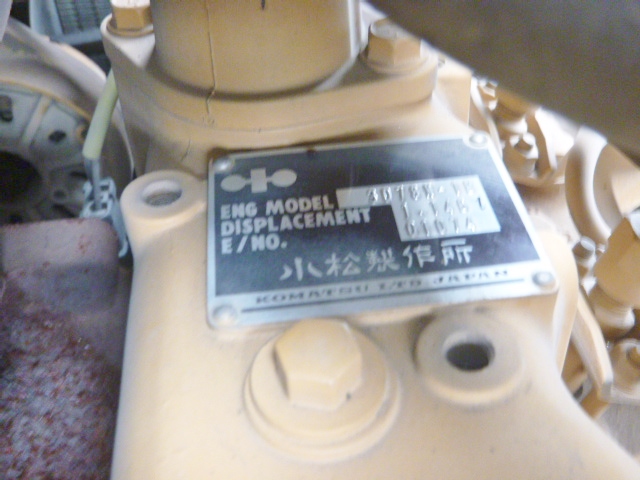 ENG MODEL
DISPLACEMENT
E/NO.
小松製作所
KOMATSU LTD. JAPAN